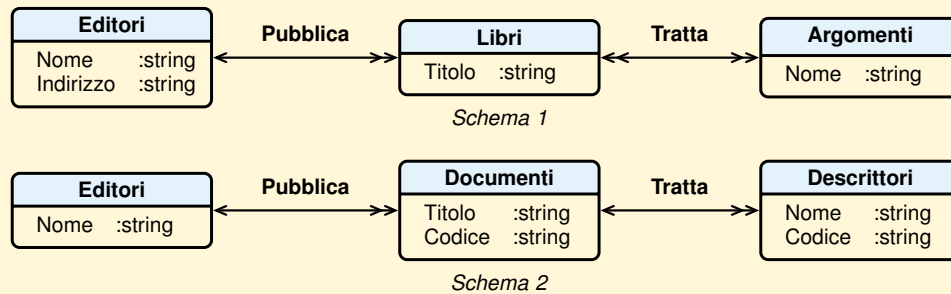 Editori Pubblica Libri Tratta Argomenti
Nome :string Titolo :string Nome :string
Indirizzo :string
Schema 1
Editori Pubblica Documenti Tratta Descrittori
Nome :string Titolo :string Nome :string
Codice :string Codice :string
Schema 2